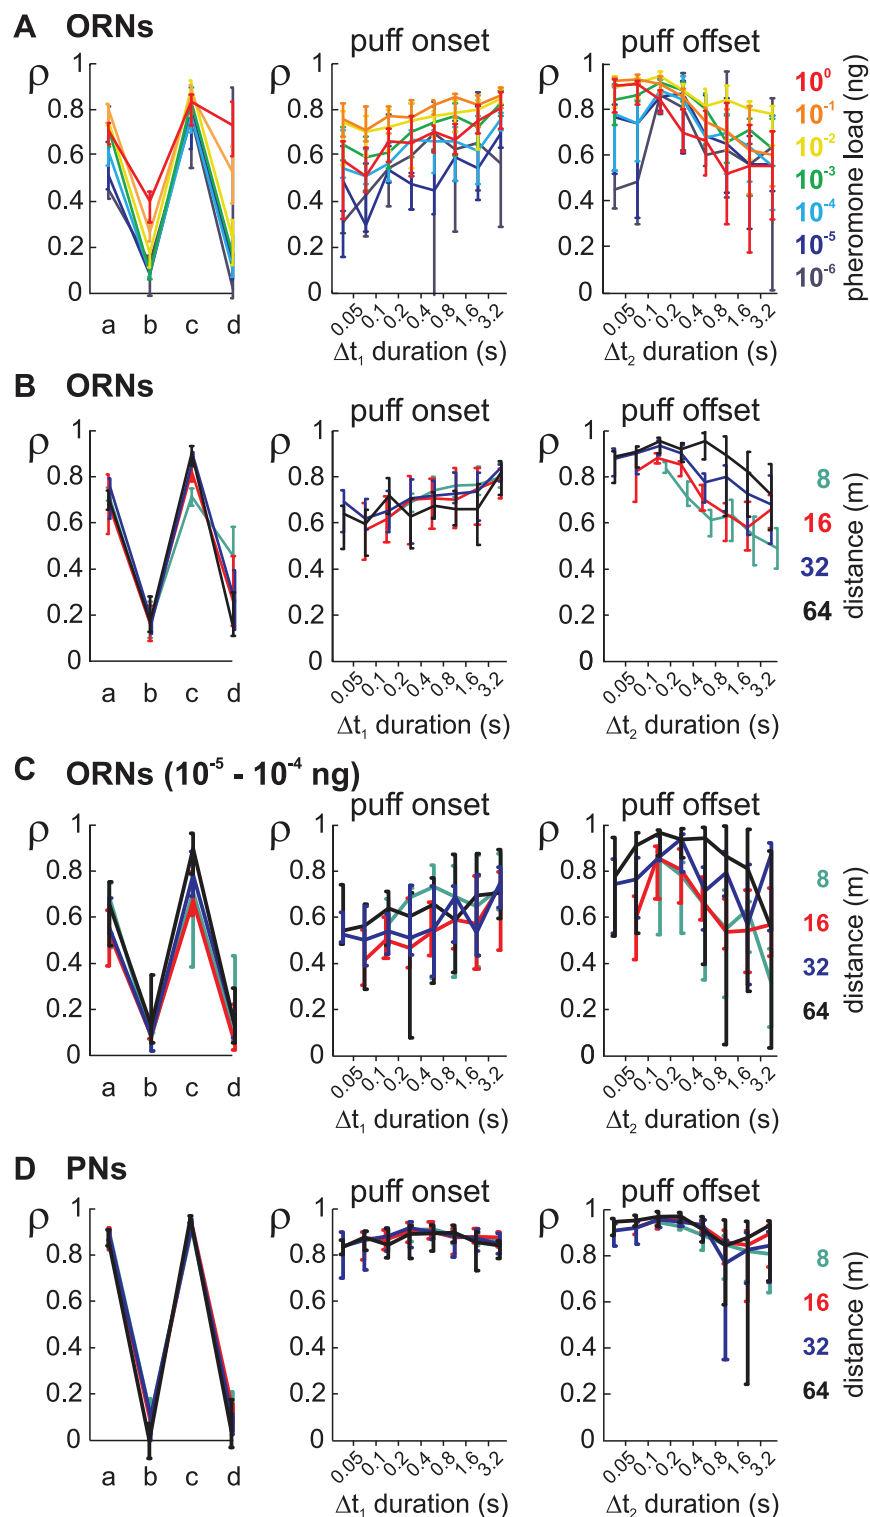 A ORNs
puff onset
puff offset
ρ
1
0.8
0.6
0.4
0.2
0
a b c d
1
0.8
0.6
0.4
0.2
0
0.05 0.1 0.2 0.4 0.8 1.6 3.2
Δt₁ duration (s)
1
0.8
0.6
0.4
0.2
0
0.05 0.1 0.2 0.4 0.8 1.6 3.2
Δt₂ duration (s)
10⁰
10⁻¹
10⁻²
10⁻³
10⁻⁴
10⁻⁵
10⁻⁶
pheromone load (ng)
B ORNs
puff onset
puff offset
ρ
1
0.8
0.6
0.4
0.2
0
a b c d
ρ
1
0.8
0.6
0.4
0.2
0
0.05 0.1 0.2 0.4 0.8 1.6 3.2
Δt₁ duration (s)
ρ
1
0.8
0.6
0.4
0.2
0
0.05 0.1 0.2 0.4 0.8 1.6 3.2
Δt₂ duration (s)
8
16
32
64
distance (m)
C ORNs (10⁻⁵ - 10⁻⁴ ng)
puff onset
puff offset
ρ
1
0.8
0.6
0.4
0.2
0
a b c d
ρ
1
0.8
0.6
0.4
0.2
0
0.05 0.1 0.2 0.4 0.8 1.6 3.2
Δt₁ duration (s)
ρ
1
0.8
0.6
0.4
0.2
0
0.05 0.1 0.2 0.4 0.8 1.6 3.2
Δt₂ duration (s)
8
16
32
64
distance (m)
D PNs
puff onset
puff offset
ρ
1
0.8
0.6
0.4
0.2
0
a b c d
ρ
1
0.8
0.6
0.4
0.2
0
0.05 0.1 0.2 0.4 0.8 1.6 3.2
Δt₁ duration (s)
ρ
1
0.8
0.6
0.4
0.2
0
0.05 0.1 0.2 0.4 0.8 1.6 3.2
Δt₂ duration (s)
8
16
32
64
distance (m)